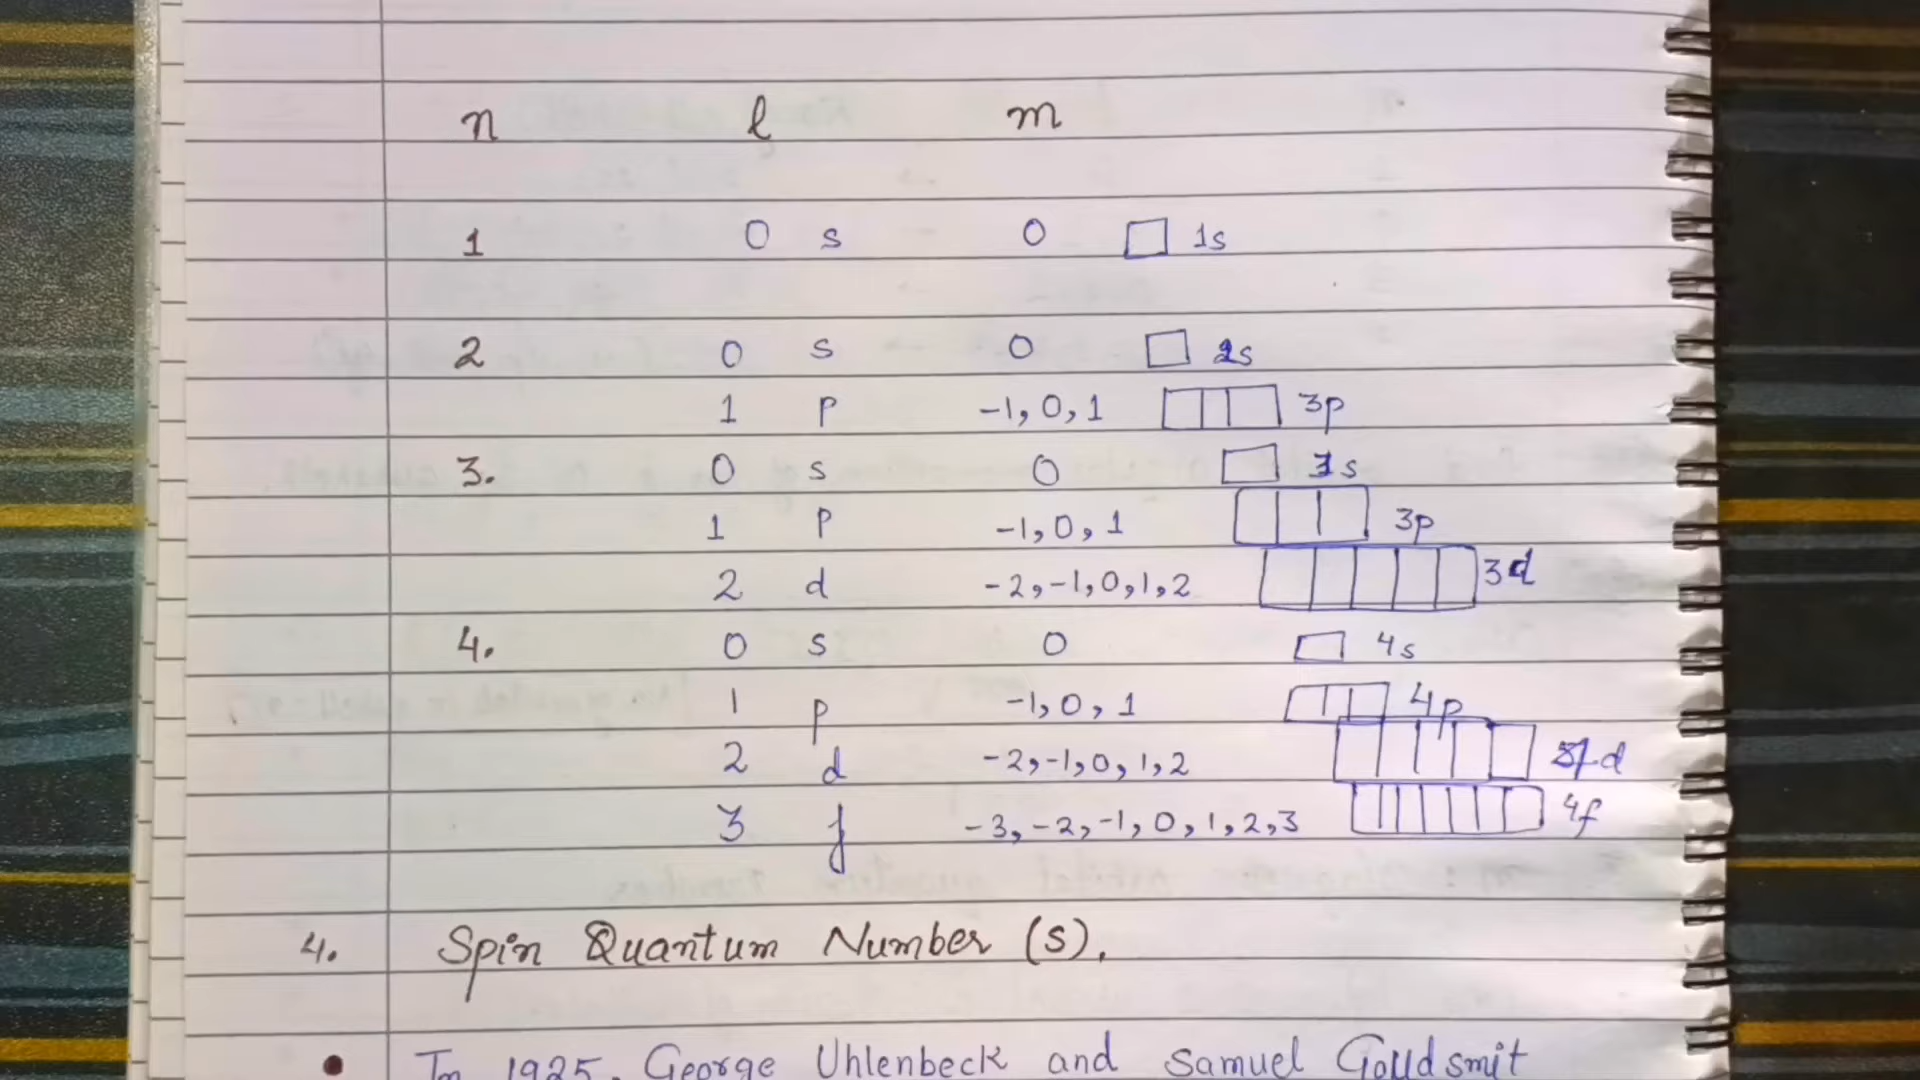 n l m
1 0 s 0 1s
2 0 s 0 2s
1 p -1, 0, 1 3p
3. 0 s 0 s
1 p -1, 0, 1 3p
2 d -2, -1, 0, 1, 2 3d
4. 0 s 0 4s
1 p -1, 0, 1 4p
2 d -2, -1, 0, 1, 2 d
3 f -3, -2, -1, 0, 1, 2, 3 4f
4. Spin Quantum Number (s).
• In 1925, George Uhlenbeck and Samuel Goudsmit